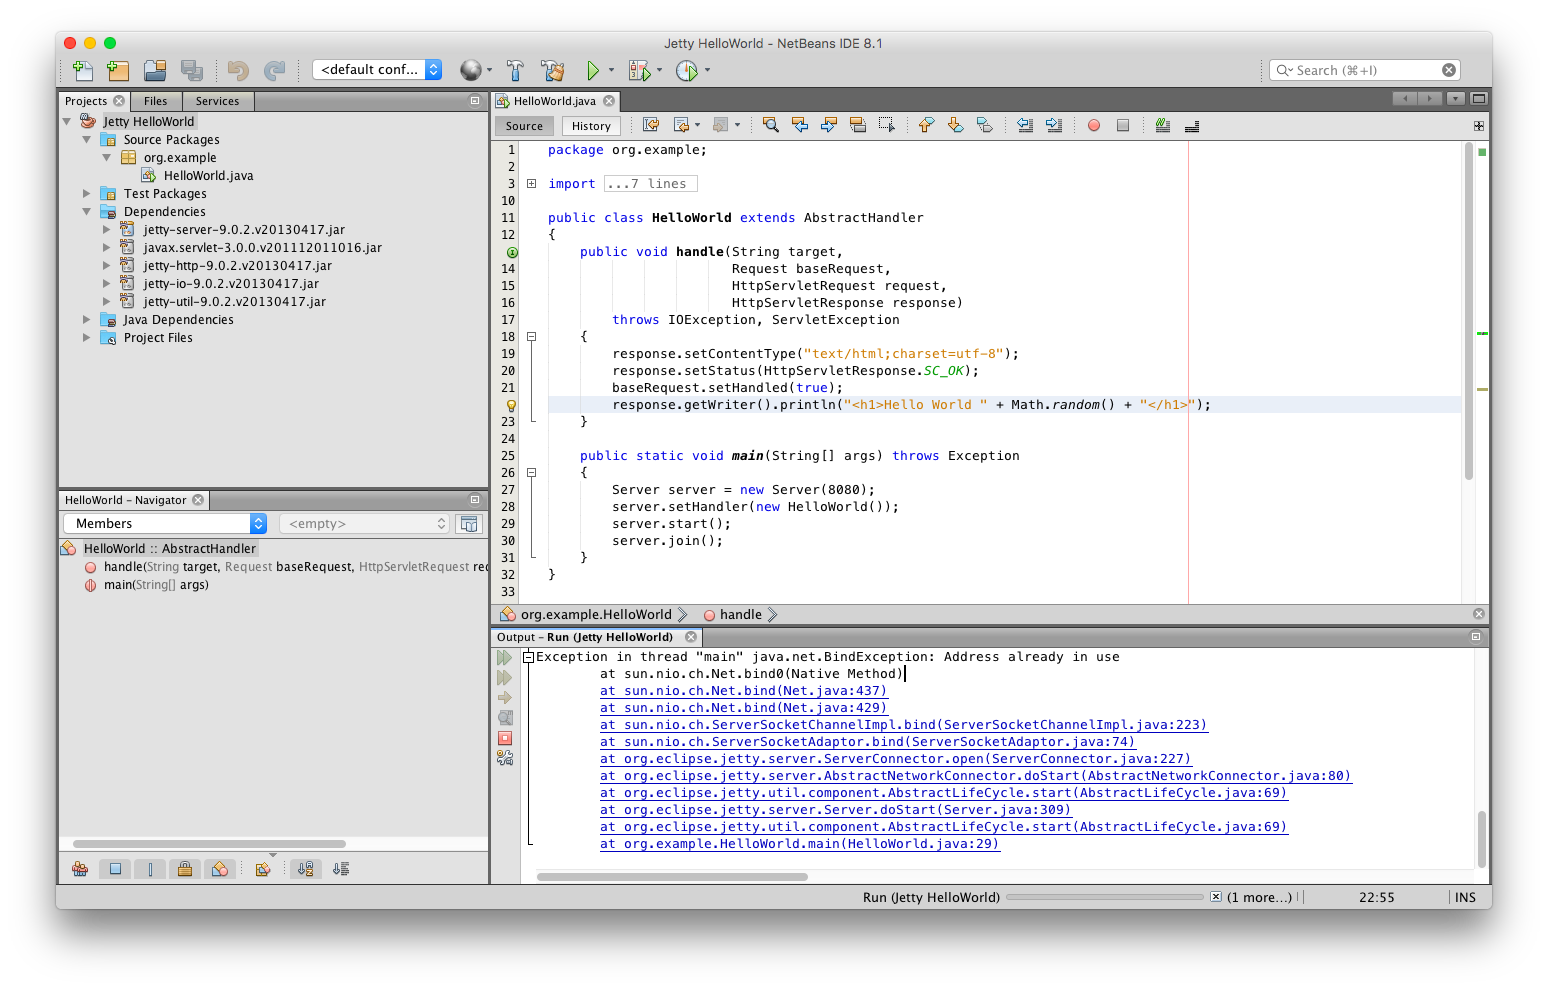 Jetty HelloWorld - NetBeans IDE 8.1
<default conf...
Search (⌘+I)
Projects
Files
Services
Jetty HelloWorld
Source Packages
org.example
HelloWorld.java
Test Packages
Dependencies
jetty-server-9.0.2.v20130417.jar
javax.servlet-3.0.0.v201112011016.jar
jetty-http-9.0.2.v20130417.jar
jetty-io-9.0.2.v20130417.jar
jetty-util-9.0.2.v20130417.jar
Java Dependencies
Project Files
HelloWorld - Navigator
Members
<empty>
HelloWorld :: AbstractHandler
handle(String target, Request baseRequest, HttpServletRequest rec
main(String[] args)
HelloWorld.java
Source
History
1 package org.example;
2
3 import ...7 lines
10
11 public class HelloWorld extends AbstractHandler
12 {
public void handle(String target,
14 Request baseRequest,
15 HttpServletRequest request,
16 HttpServletResponse response)
17 throws IOException, ServletException
18 {
19 response.setContentType("text/html;charset=utf-8");
20 response.setStatus(HttpServletResponse.SC_OK);
21 baseRequest.setHandled(true);
response.getWriter().println("<h1>Hello World " + Math.random() + "</h1>");
23 }
24
25 public static void main(String[] args) throws Exception
26 {
27 Server server = new Server(8080);
28 server.setHandler(new HelloWorld());
29 server.start();
30 server.join();
31 }
32 }
33
org.example.HelloWorld
handle
Output - Run (Jetty HelloWorld)
Exception in thread "main" java.net.BindException: Address already in use
at sun.nio.ch.Net.bind0(Native Method)
at sun.nio.ch.Net.bind(Net.java:437)
at sun.nio.ch.Net.bind(Net.java:429)
at sun.nio.ch.ServerSocketChannelImpl.bind(ServerSocketChannelImpl.java:223)
at sun.nio.ch.ServerSocketAdaptor.bind(ServerSocketAdaptor.java:74)
at org.eclipse.jetty.server.ServerConnector.open(ServerConnector.java:227)
at org.eclipse.jetty.server.AbstractNetworkConnector.doStart(AbstractNetworkConnector.java:80)
at org.eclipse.jetty.util.component.AbstractLifeCycle.start(AbstractLifeCycle.java:69)
at org.eclipse.jetty.server.Server.doStart(Server.java:309)
at org.eclipse.jetty.util.component.AbstractLifeCycle.start(AbstractLifeCycle.java:69)
at org.example.HelloWorld.main(HelloWorld.java:29)
Run (Jetty HelloWorld)
(1 more...)
22:55
INS